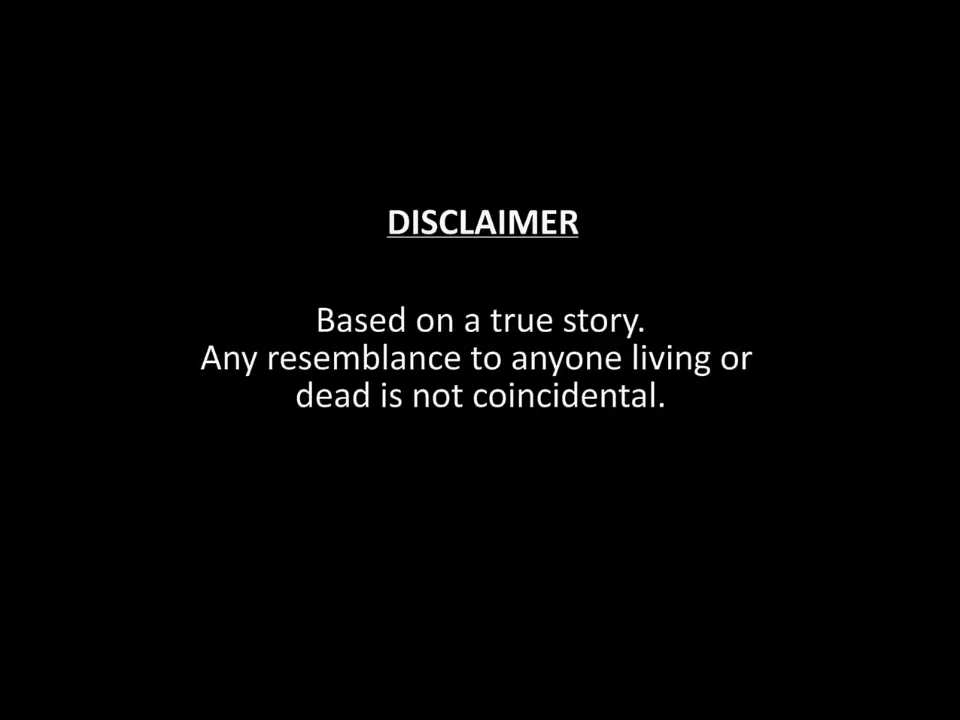 DISCLAIMER
Based on a true story.
Any resemblance to anyone living or
dead is not coincidental.